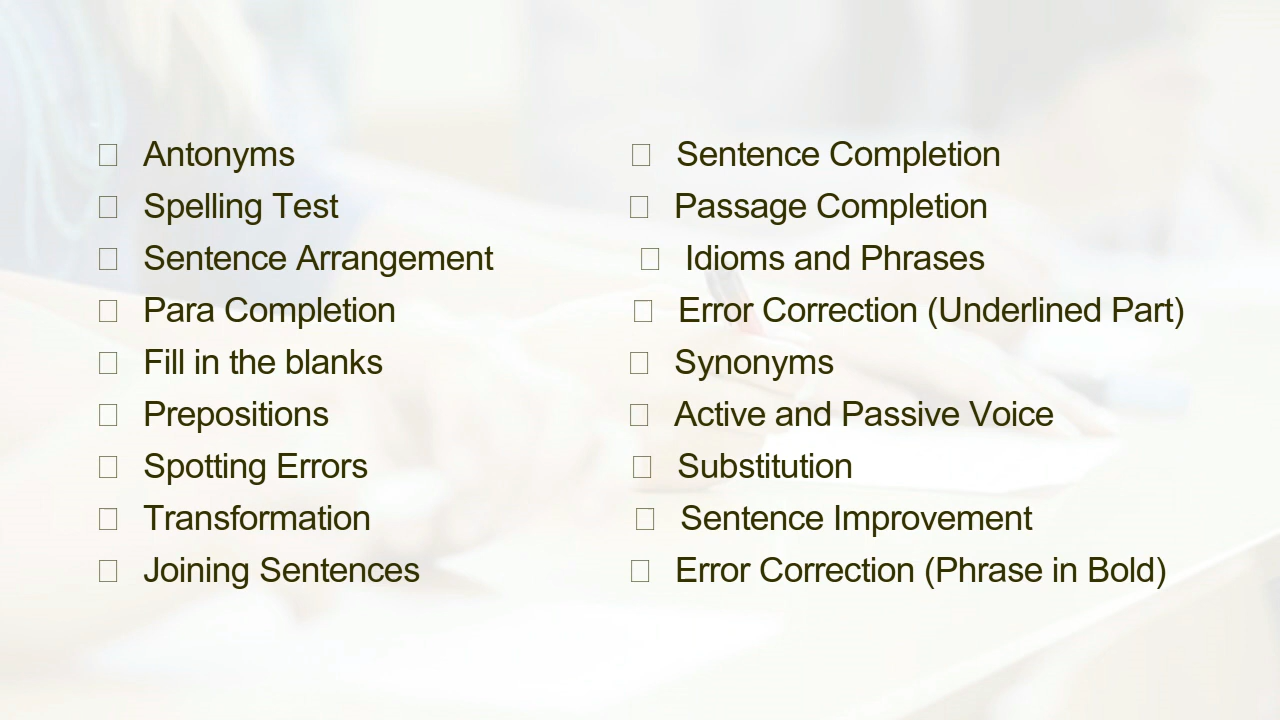 Antonyms
Spelling Test
Sentence Arrangement
Para Completion
Fill in the blanks
Prepositions
Spotting Errors
Transformation
Joining Sentences
Sentence Completion
Passage Completion
Idioms and Phrases
Error Correction (Underlined Part)
Synonyms
Active and Passive Voice
Substitution
Sentence Improvement
Error Correction (Phrase in Bold)